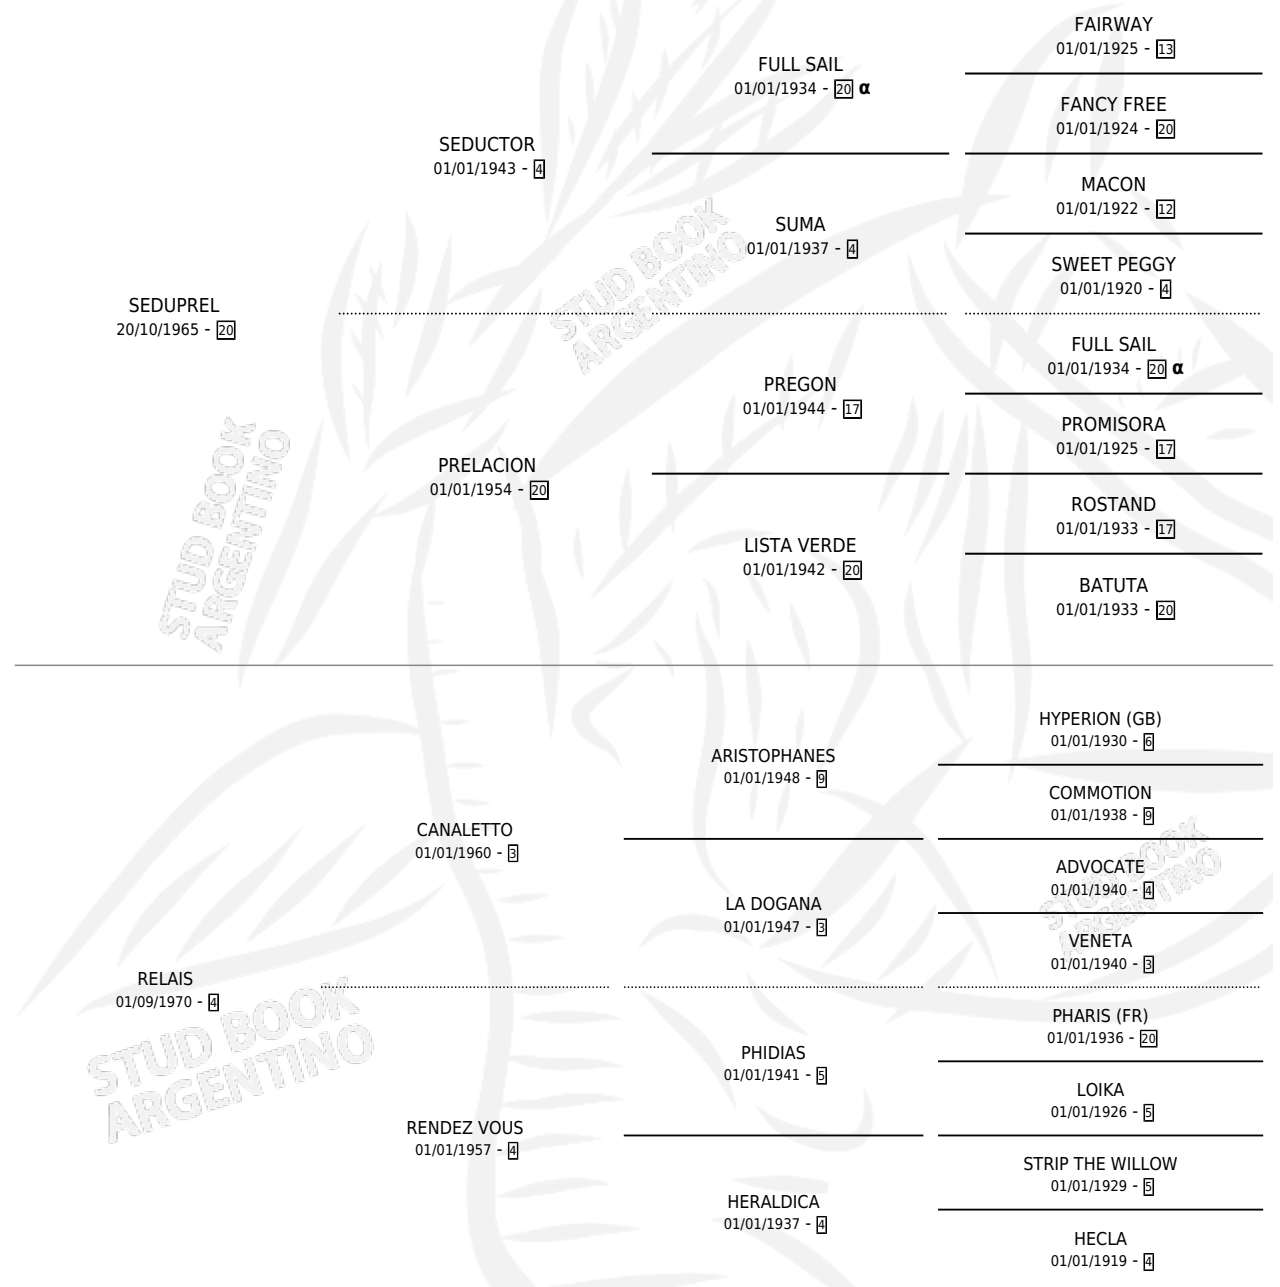 FAIRWAY
01/01/1925 - 13
FULL SAIL
01/01/1934 - 20 α
FANCY FREE
01/01/1924 - 20
SEDUCTOR
01/01/1943 - 4
MACON
01/01/1922 - 12
SUMA
01/01/1937 - 4
SWEET PEGGY
01/01/1920 - 4
STUD BOOK
ARGENTINO
SEDUPREL
20/10/1965 - 20
FULL SAIL
01/01/1934 - 20 α
PREGON
01/01/1944 - 17
PROMISORA
01/01/1925 - 17
PRELACION
01/01/1954 - 20
ROSTAND
01/01/1933 - 17
LISTA VERDE
01/01/1942 - 20
BATUTA
01/01/1933 - 20
STUD BOOK
ARGENTINO
HYPERION (GB)
01/01/1930 - 6
ARISTOPHANES
01/01/1948 - 9
COMMOTION
01/01/1938 - 9
CANALETTO
01/01/1960 - 3
ADVOCATE
01/01/1940 - 4
LA DOGANA
01/01/1947 - 3
VENETA
01/01/1940 - 3
STUD BOOK
ARGENTINO
RELAIS
01/09/1970 - 4
PHARIS (FR)
01/01/1936 - 20
PHIDIAS
01/01/1941 - 5
LOIKA
01/01/1926 - 5
RENDEZ VOUS
01/01/1957 - 4
STRIP THE WILLOW
01/01/1929 - 5
HERALDICA
01/01/1937 - 4
HECLA
01/01/1919 - 4
STUD BOOK
ARGENTINO